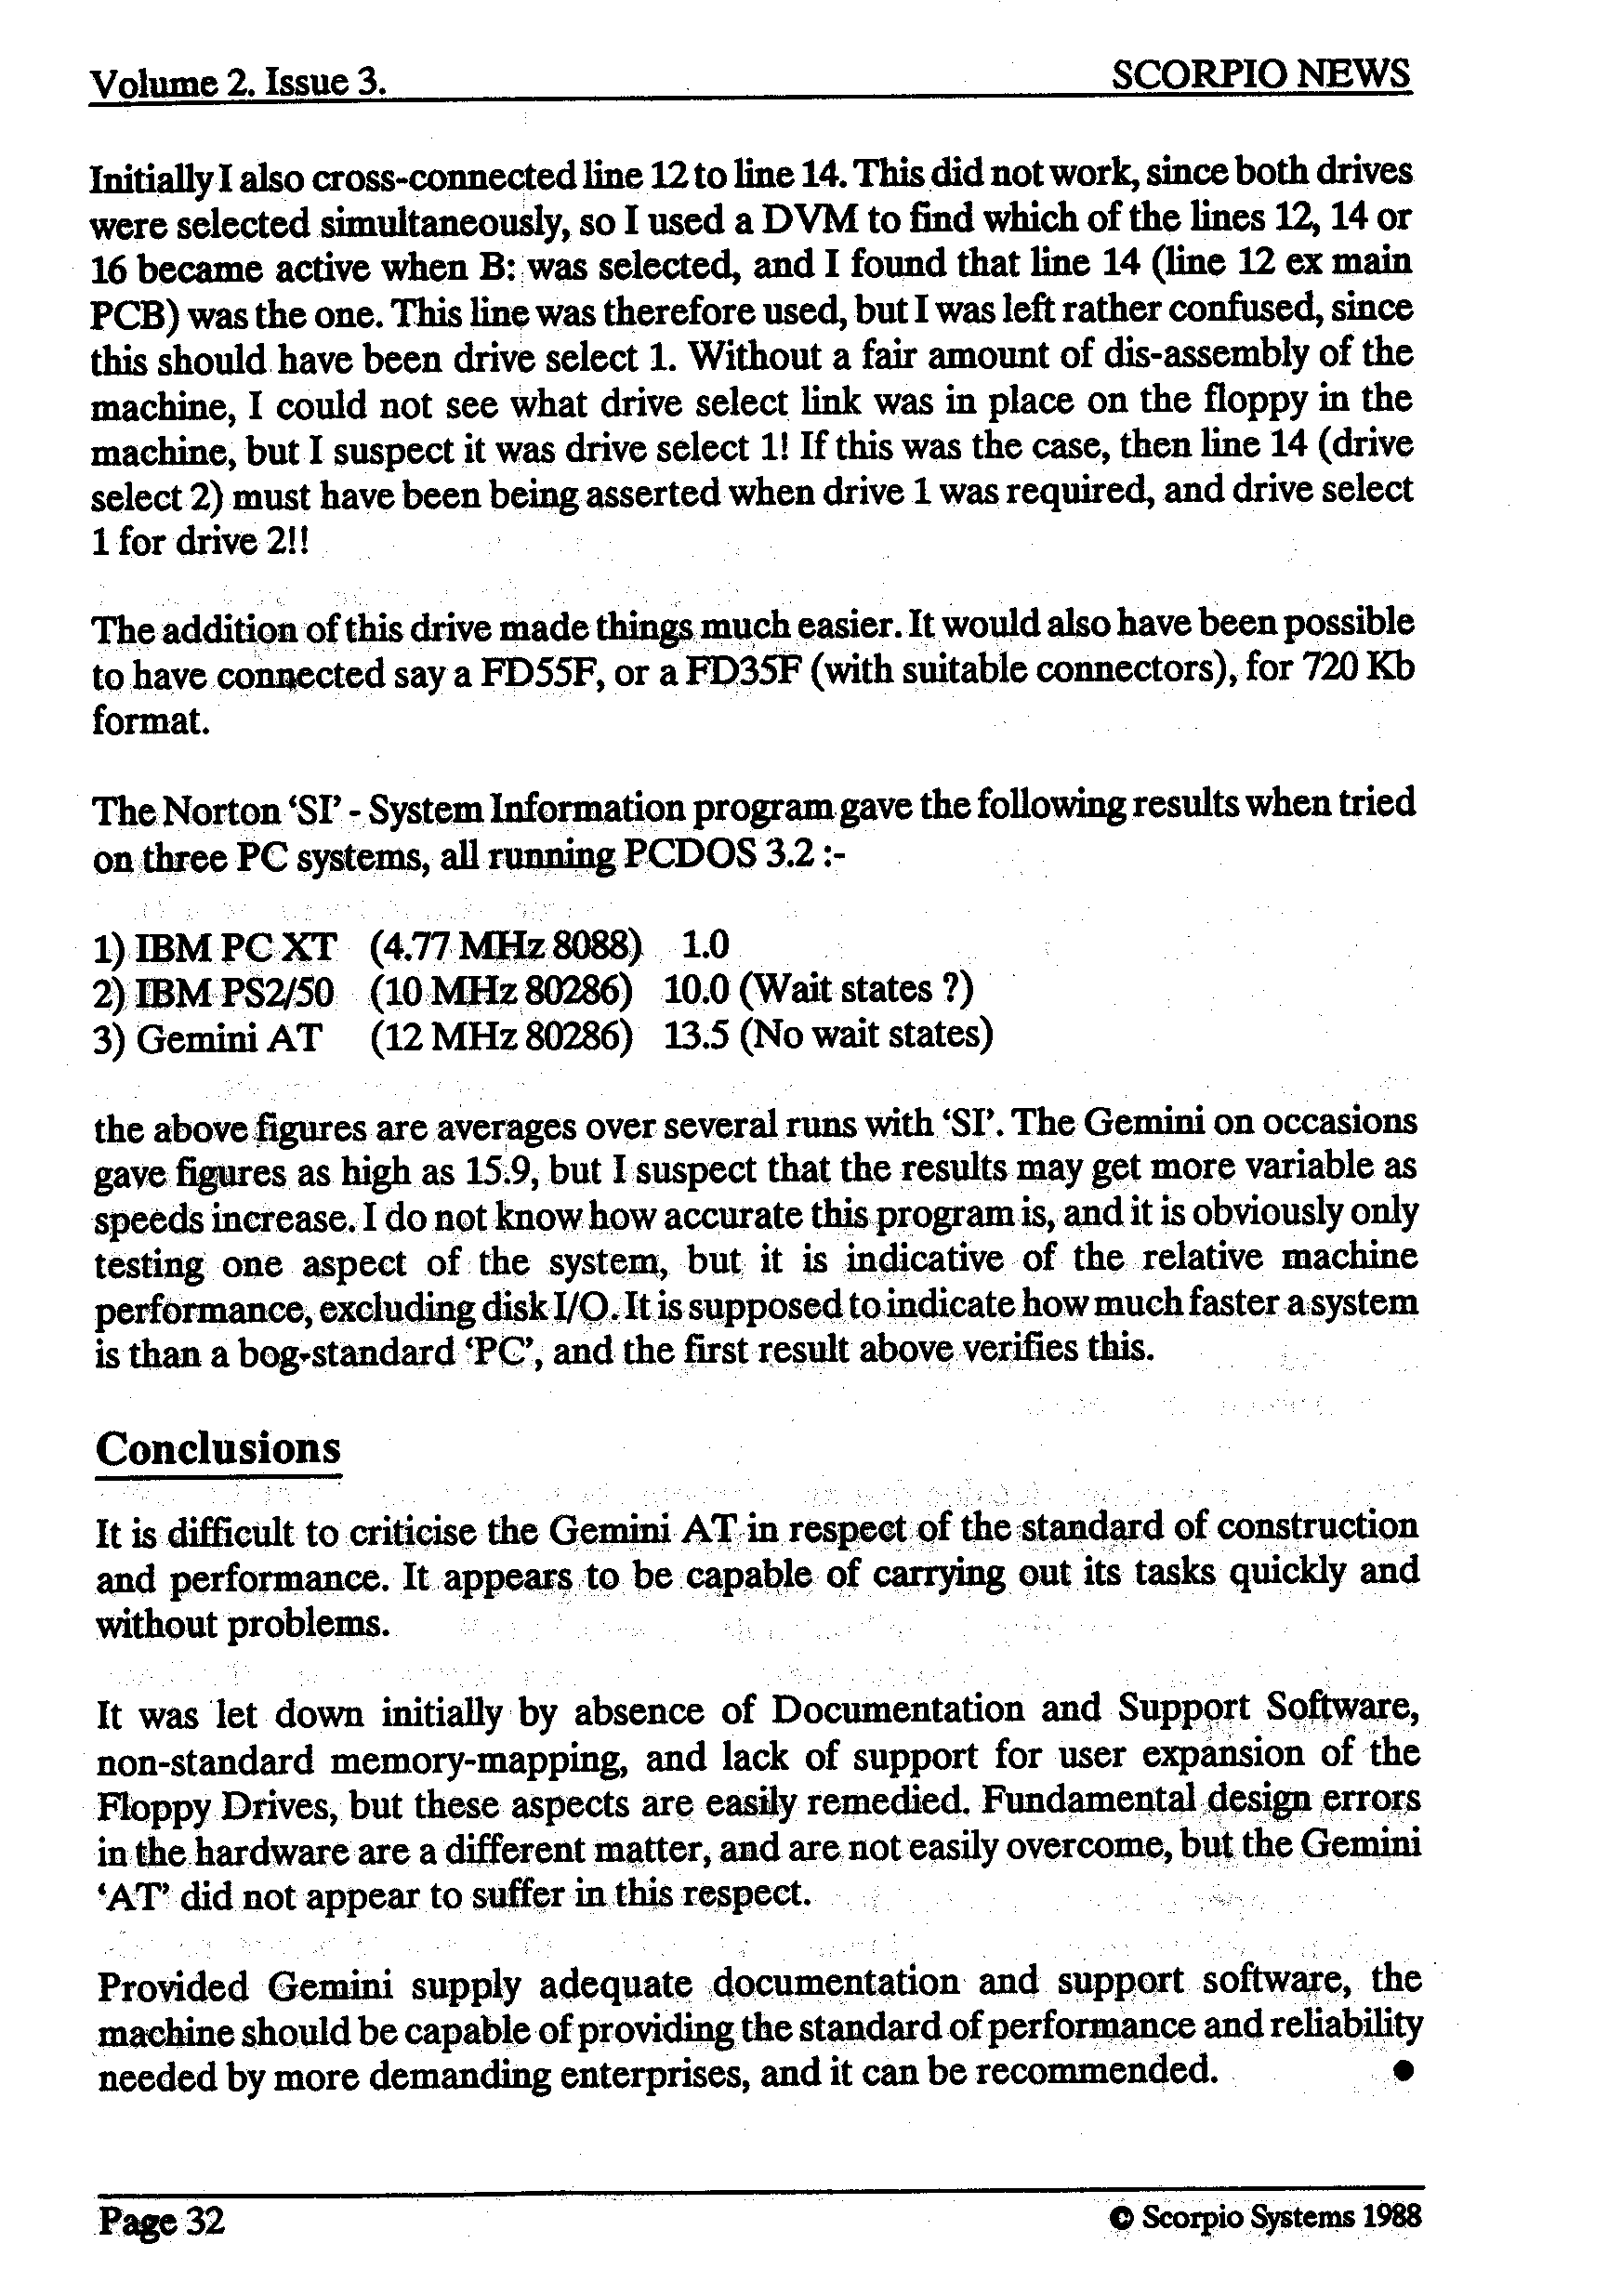 Volume 2. Issue 3. SCORPIO NEWS
Initially I also cross-connected line 12 to line 14. This did not work, since both drives
were selected simultaneously, so I used a DVM to find which of the lines 12, 14 or
16 became active when B: was selected, and I found that line 14 (line 12 ex main
PCB) was the one. This line was therefore used, but I was left rather confused, since
this should have been drive select 1. Without a fair amount of dis-assembly of the
machine, I could not see what drive select link was in place on the floppy in the
machine, but I suspect it was drive select 1! If this was the case, then line 14 (drive
select 2) must have been being asserted when drive 1 was required, and drive select
1 for drive 2!!
The addition of this drive made things much easier. It would also have been possible
to have connected say a FD55F, or a FD35F (with suitable connectors), for 720 Kb
format.
The Norton ‘SI’ - System Information program gave the following results when tried
on three PC systems, all running PCDOS 3.2 :-
1) IBM PC XT (4.77 MHz 8088) 1.0
2) IBM PS2/50 (10 MHz 80286) 10.0 (Wait states ?)
3) Gemini AT (12 MHz 80286) 13.5 (No wait states)
the above figures are averages over several runs with ‘SI’. The Gemini on occasions
gave figures as high as 15.9, but I suspect that the results may get more variable as
speeds increase. I do not know how accurate this program is, and it is obviously only
testing one aspect of the system, but it is indicative of the relative machine
performance, excluding disk I/O. It is supposed to indicate how much faster a system
is than a bog-standard ‘PC’, and the first result above verifies this.
Conclusions
It is difficult to criticise the Gemini AT in respect of the standard of construction
and performance. It appears to be capable of carrying out its tasks quickly and
without problems.
It was let down initially by absence of Documentation and Support Software,
non-standard memory-mapping, and lack of support for user expansion of the
Floppy Drives, but these aspects are easily remedied. Fundamental design errors
in the hardware are a different matter, and are not easily overcome, but the Gemini
‘AT’ did not appear to suffer in this respect.
Provided Gemini supply adequate documentation and support software, the
machine should be capable of providing the standard of performance and reliability
needed by more demanding enterprises, and it can be recommended. ●
Page 32 © Scorpio Systems 1988